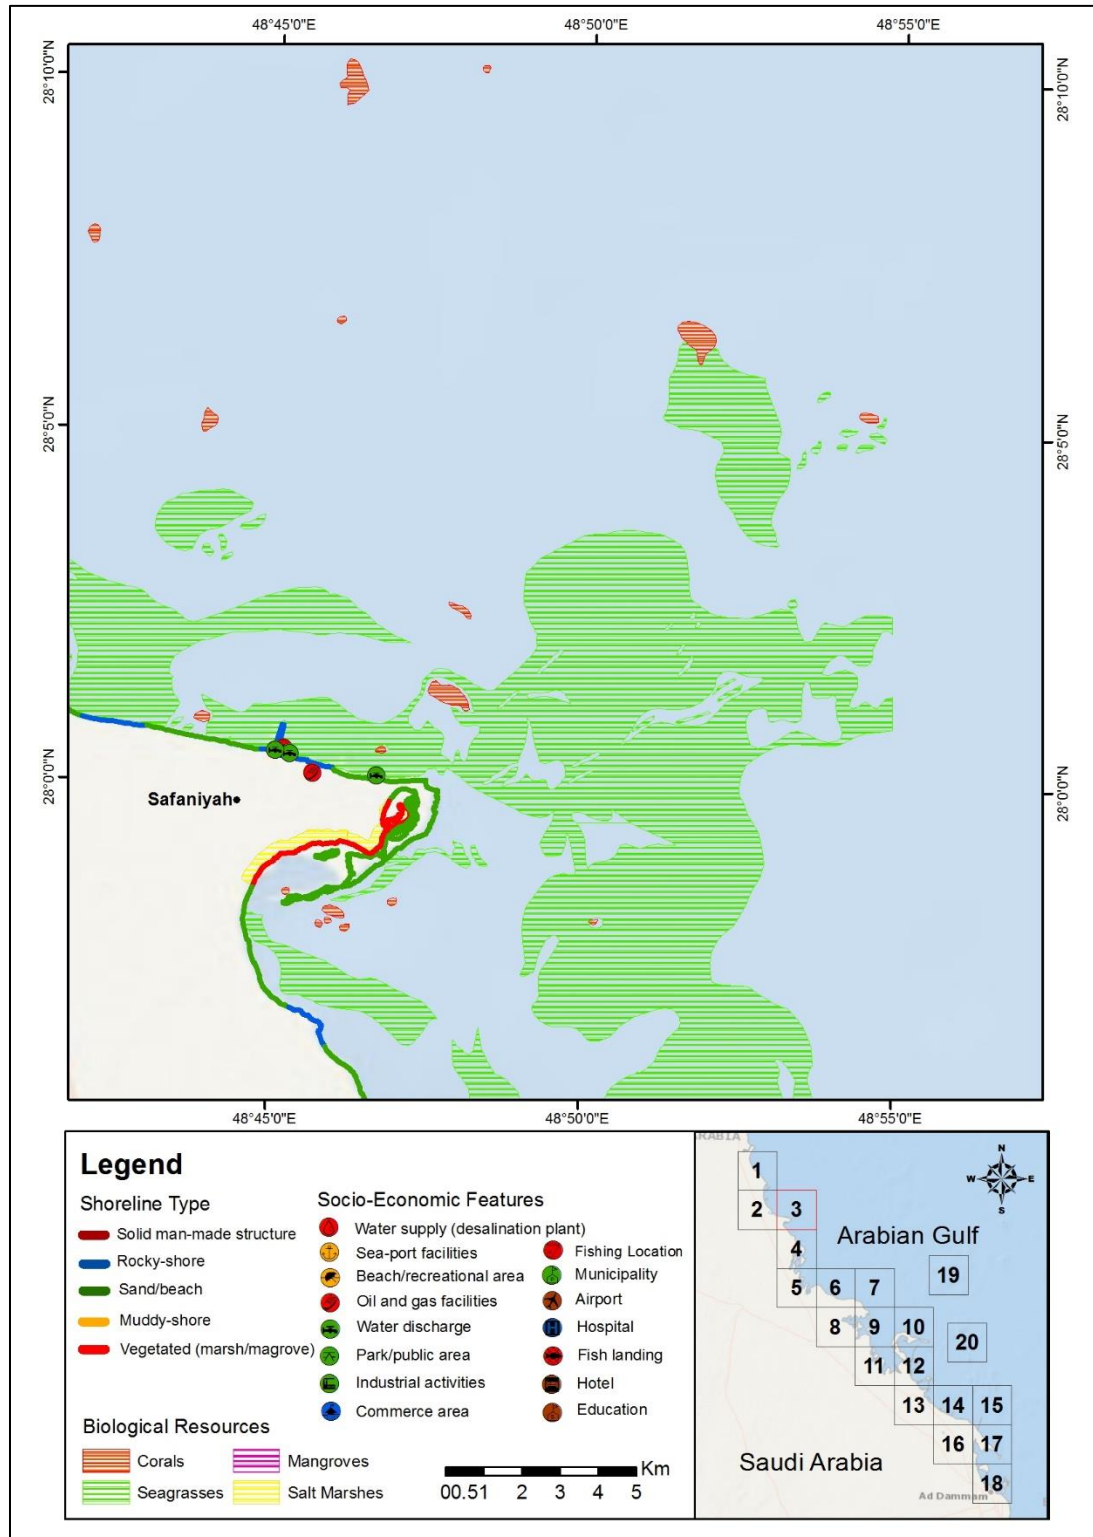 48°45'0"E 48°50'0"E 48°55'0"E
28°10'0"N 28°10'0"N
28°5'0"N 28°5'0"N
28°0'0"N 28°0'0"N
Safaniyah
48°45'0"E 48°50'0"E 48°55'0"E
Legend
Shoreline Type
Solid man-made structure
Rocky-shore
Sand/beach
Muddy-shore
Vegetated (marsh/magrove)
Socio-Economic Features
Water supply (desalination plant)
Sea-port facilities
Beach/recreational area
Oil and gas facilities
Water discharge
Park/public area
Industrial activities
Commerce area
Fishing Location
Municipality
Airport
Hospital
Fish landing
Hotel
Education
Biological Resources
Corals
Seagrasses
Mangroves
Salt Marshes
Km
00.51 2 3 4 5
RABIA
N
W E
S
1
2 3
Arabian Gulf
4
19
5 6 7
8 9 10
20
11 12
13 14 15
16 17
Saudi Arabia
18
Ad Dammam